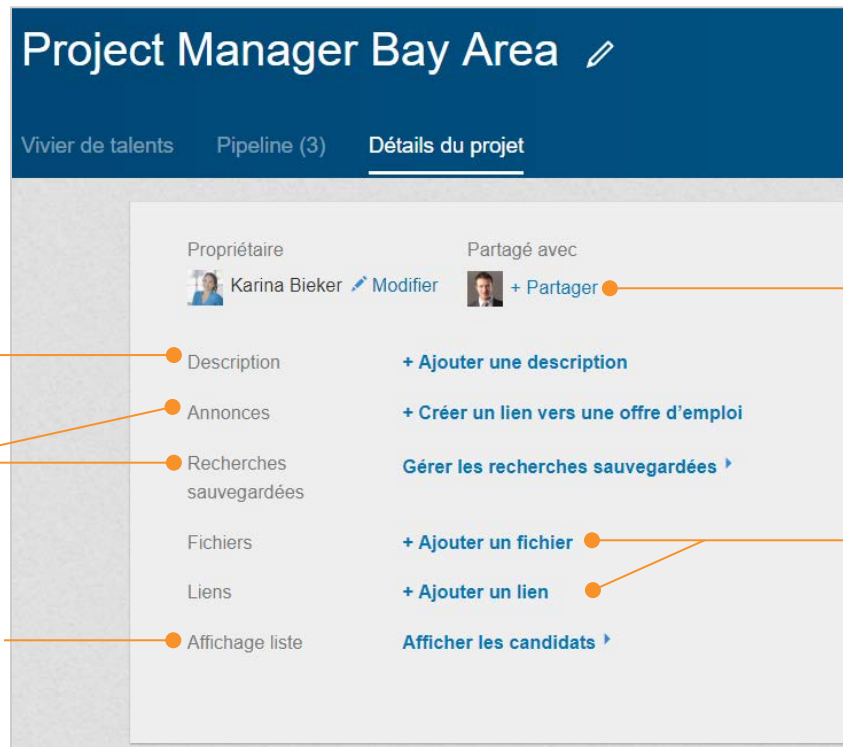 Project Manager Bay Area
Vivier de talents Pipeline (3) Détails du projet
Propriétaire Partagé avec
Karina Bieker Modifier + Partager
Description + Ajouter une description
Annonces + Créer un lien vers une offre d’emploi
Recherches sauvegardées Gérer les recherches sauvegardées
Fichiers + Ajouter un fichier
Liens + Ajouter un lien
Affichage liste Afficher les candidats